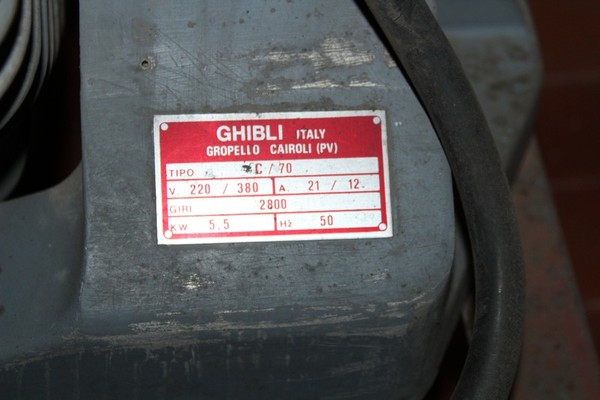 GHIBLI ITALY
GROPELLO CAIROLI (PV)
TIPO C/70
V. 220 / 380 A. 21 / 12.
GIRI 2800
KW 5.5 Hz 50